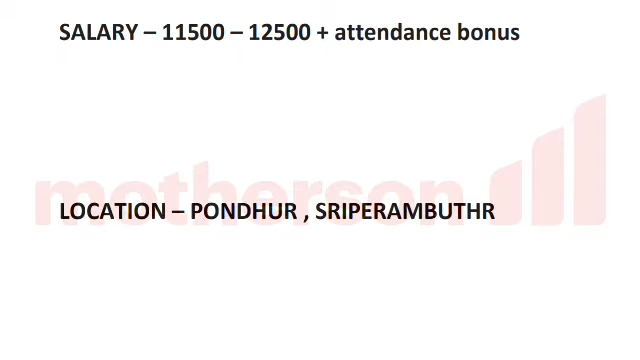 SALARY – 11500 – 12500 + attendance bonus
motherson
LOCATION – PONDHUR , SRIPERAMBUTHR